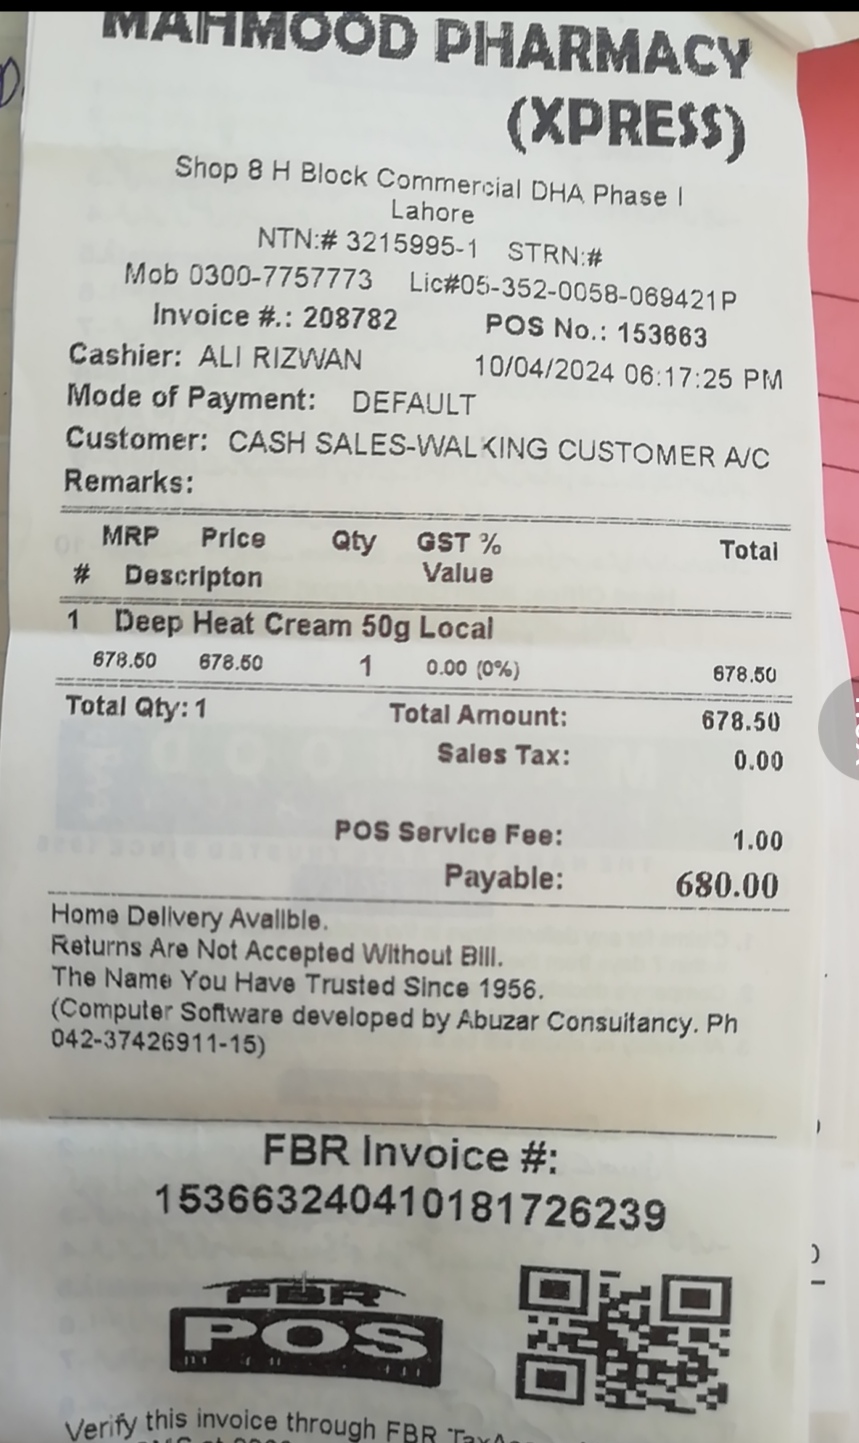 MAHMOOD PHARMACY
(XPRESS)
Shop 8 H Block Commercial DHA Phase I
Lahore
NTN:# 3215995-1 STRN:#
Mob 0300-7757773 Lic#05-352-0058-069421P
Invoice #.: 208782 POS No.: 153663
Cashier: ALI RIZWAN 10/04/2024 06:17:25 PM
Mode of Payment: DEFAULT
Customer: CASH SALES-WALKING CUSTOMER A/C
Remarks:
MRP Price Qty GST % Total
# Descripton Value
1 Deep Heat Cream 50g Local
678.50 678.50 1 0.00 (0%) 678.50
Total Qty: 1 Total Amount: 678.50
Sales Tax: 0.00
POS Service Fee: 1.00
Payable: 680.00
Home Delivery Avalible.
Returns Are Not Accepted Without Bill.
The Name You Have Trusted Since 1956.
(Computer Software developed by Abuzar Consultancy. Ph
042-37426911-15)
FBR Invoice #:
153663240410181726239
FBR
POS
Verify this invoice through FBR